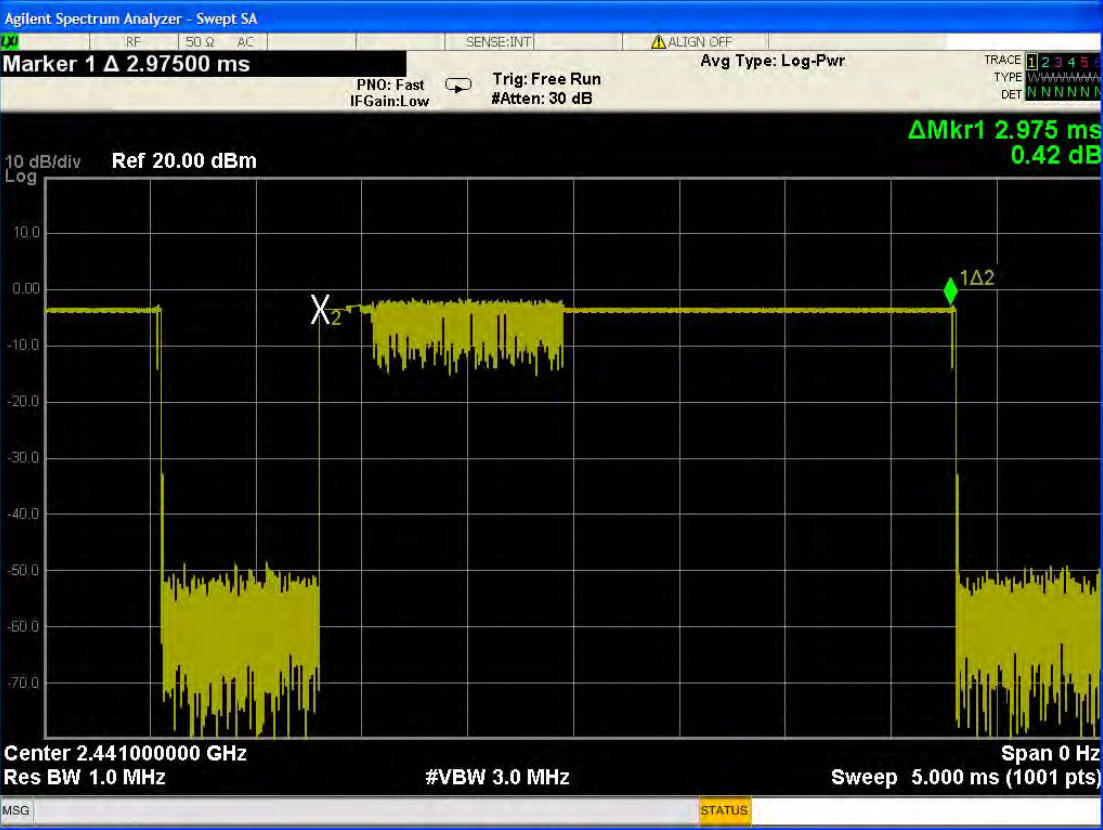 Agilent Spectrum Analyzer - Swept SA
LXI RF 50 Ω AC SENSE:INT ALIGN OFF
Marker 1 Δ 2.97500 ms
PNO: Fast
IFGain:Low
Trig: Free Run
#Atten: 30 dB
Avg Type: Log-Pwr
TRACE 1 2 3 4 5 6
TYPE
DET N N N N N N
ΔMkr1 2.975 ms
0.42 dB
10 dB/div Ref 20.00 dBm
Log
10.0
0.00
-10.0
-20.0
-30.0
-40.0
-50.0
-60.0
-70.0
X2
1Δ2
Center 2.441000000 GHz Span 0 Hz
Res BW 1.0 MHz #VBW 3.0 MHz Sweep 5.000 ms (1001 pts)
MSG STATUS